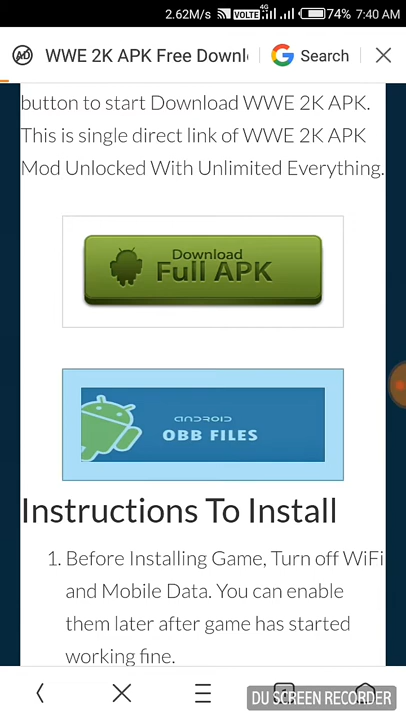 2.62M/s VOLTE 4G 74% 7:40 AM
WWE 2K APK Free Downl G Search
button to start Download WWE 2K APK.
This is single direct link of WWE 2K APK
Mod Unlocked With Unlimited Everything.
Download
Full APK
ANDROID
OBB FILES
Instructions To Install
1. Before Installing Game, Turn off WiFi
and Mobile Data. You can enable
them later after game has started
working fine.
DU SCREEN RECORDER